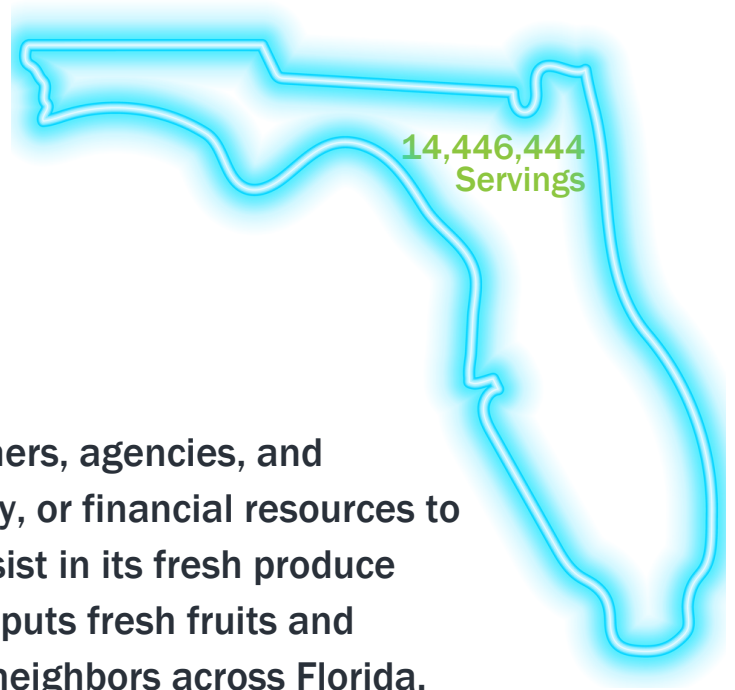 14,446,444
Servings
ners, agencies, and
y, or financial resources to
sist in its fresh produce
puts fresh fruits and
neighbors across Florida.